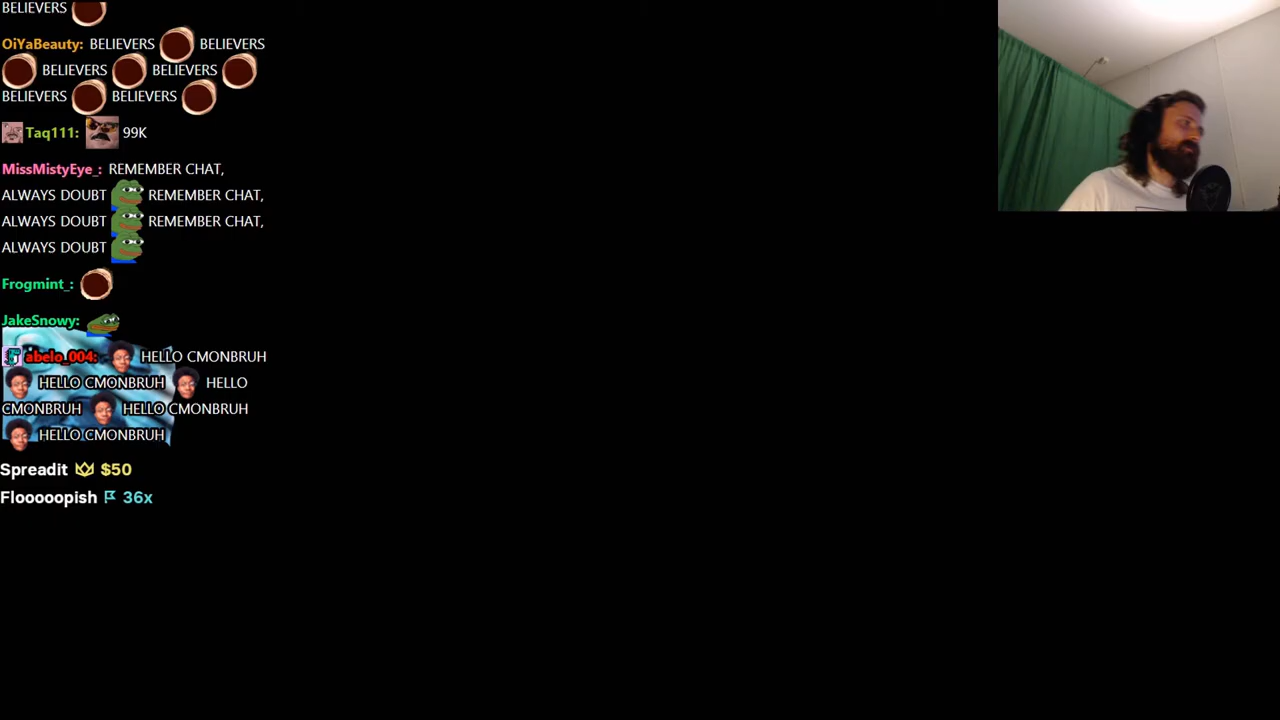 BELIEVERS
OiYaBeauty: BELIEVERS BELIEVERS
BELIEVERS BELIEVERS
BELIEVERS BELIEVERS
Taq111: 99K
MissMistyEye_: REMEMBER CHAT,
ALWAYS DOUBT REMEMBER CHAT,
ALWAYS DOUBT REMEMBER CHAT,
ALWAYS DOUBT
Frogmint_:
JakeSnowy:
abelo_004: HELLO CMONBRUH
HELLO CMONBRUH HELLO
CMONBRUH HELLO CMONBRUH
HELLO CMONBRUH
Spreadit $50
Flooooopish 36x